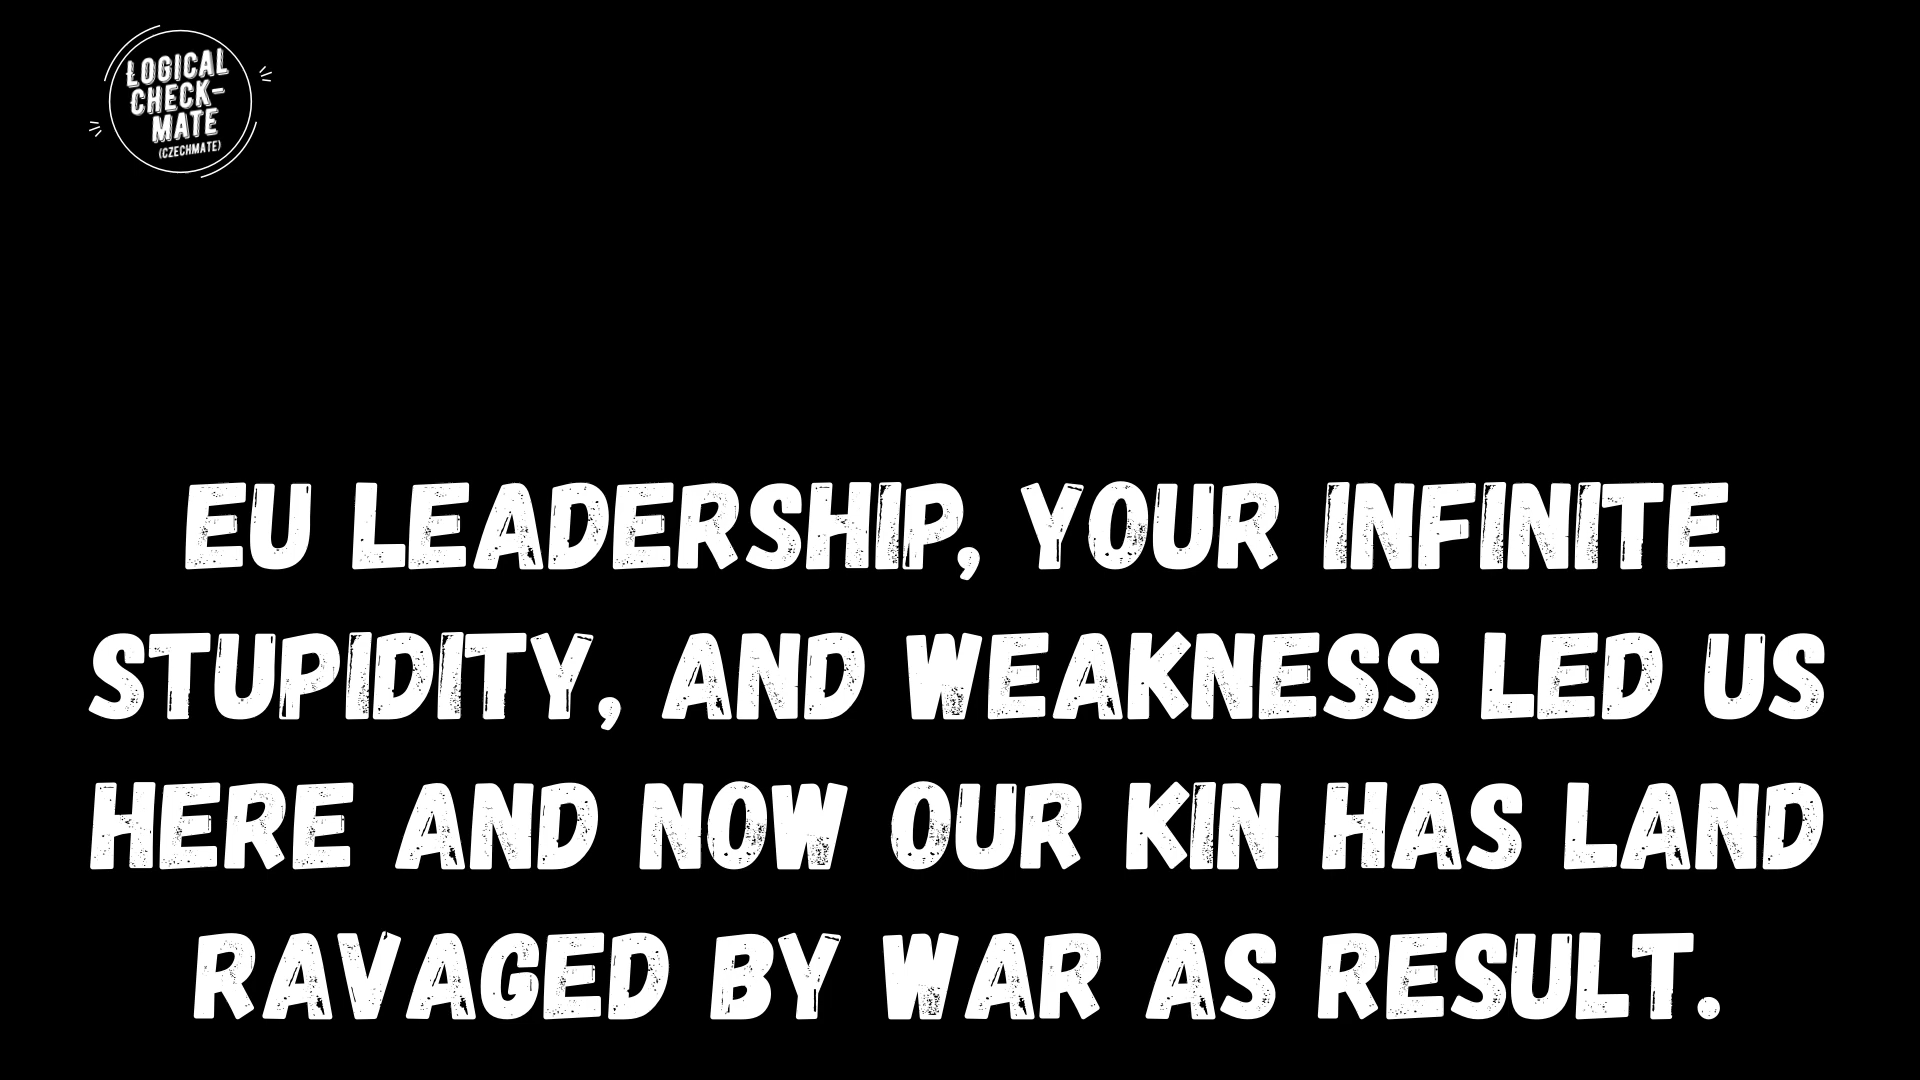 LOGICAL
CHECK-
MATE
(CZECHMATE)
EU LEADERSHIP, YOUR INFINITE
STUPIDITY, AND WEAKNESS LED US
HERE AND NOW OUR KIN HAS LAND
RAVAGED BY WAR AS RESULT.